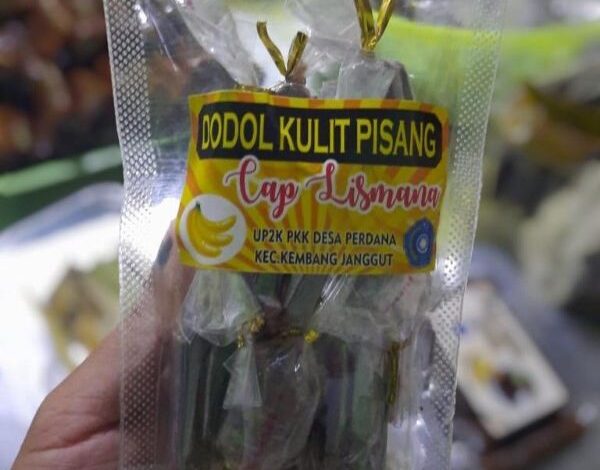 DODOL KULIT PISANG
Cap Lismana
UP2K PKK DESA PERDANA
KEC.KEMBANG JANGGUT